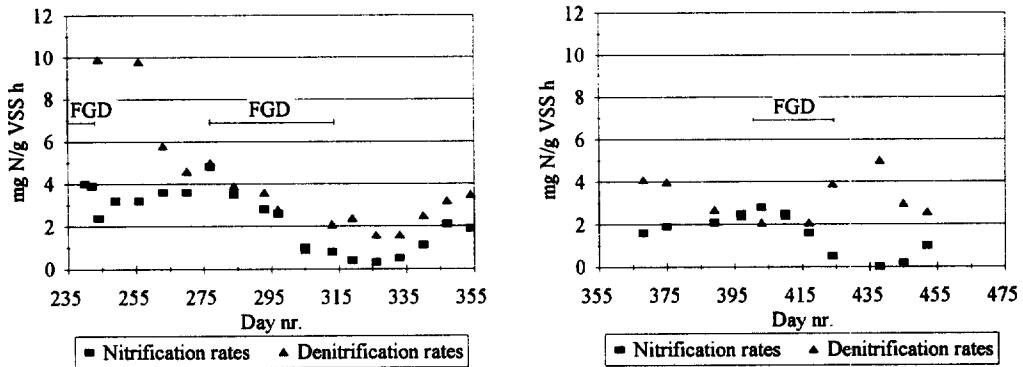 12
10
8
6
4
2
0
mg N/g VSS h
FGD
FGD
235 255 275 295 315 335 355
Day nr.
■ Nitrification rates ▲ Denitrification rates
12
10
8
6
4
2
0
mg N/g VSS h
FGD
355 375 395 415 435 455 475
Day nr.
■ Nitrification rates ▲ Denitrification rates